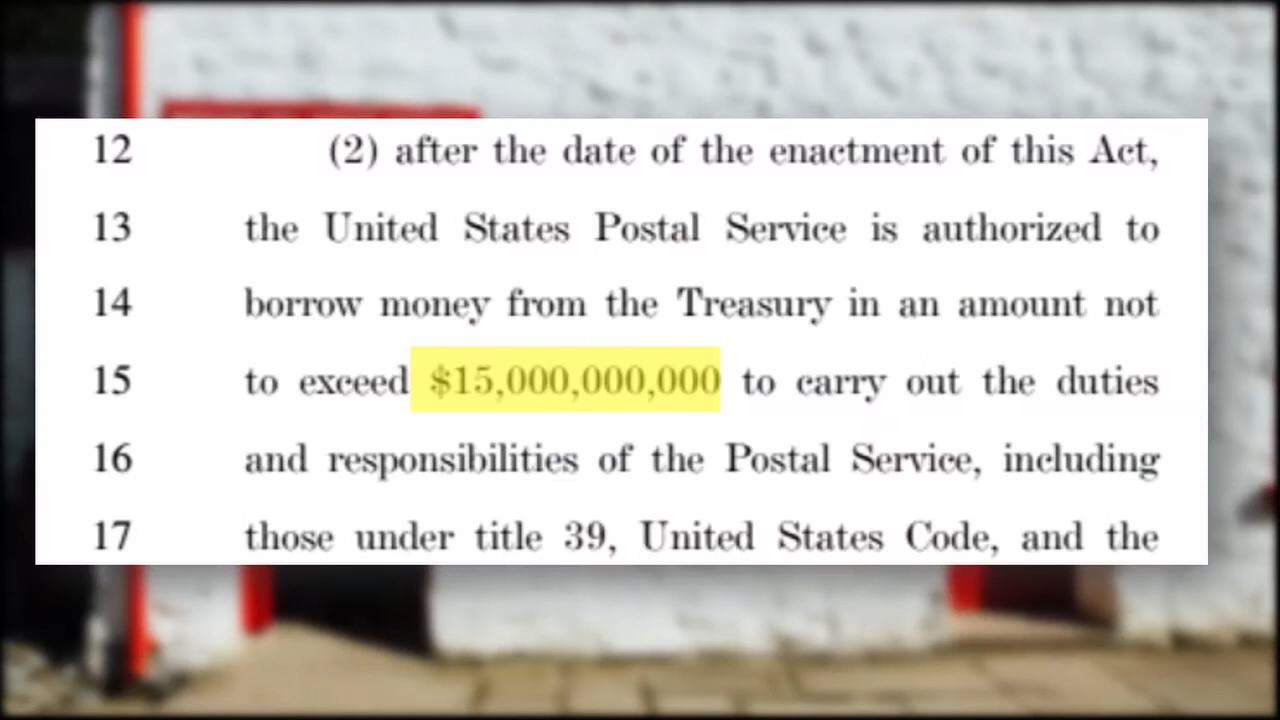 12 (2) after the date of the enactment of this Act,
13 the United States Postal Service is authorized to
14 borrow money from the Treasury in an amount not
15 to exceed $15,000,000,000 to carry out the duties
16 and responsibilities of the Postal Service, including
17 those under title 39, United States Code, and the